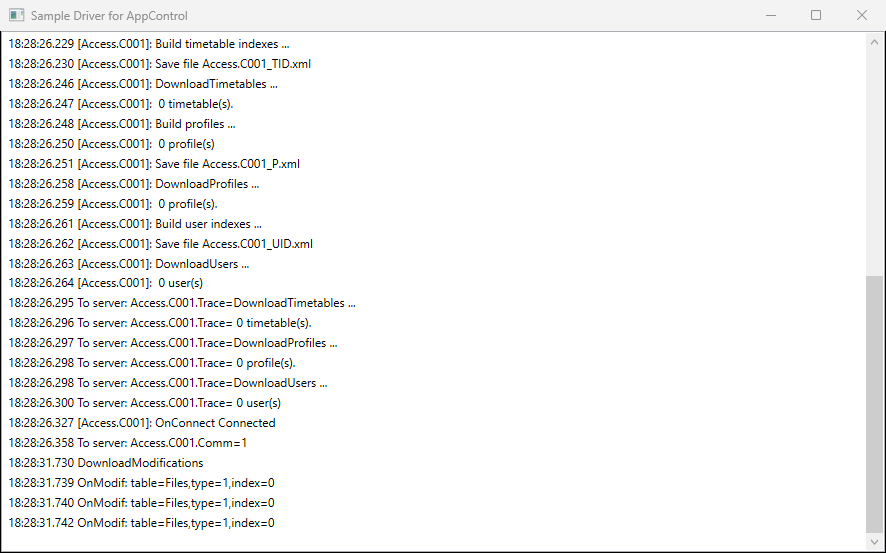 Sample Driver for AppControl
18:28:26.229 [Access.C001]: Build timetable indexes ...
18:28:26.230 [Access.C001]: Save file Access.C001_TID.xml
18:28:26.246 [Access.C001]: DownloadTimetables ...
18:28:26.247 [Access.C001]:  0 timetable(s).
18:28:26.248 [Access.C001]: Build profiles ...
18:28:26.250 [Access.C001]:  0 profile(s)
18:28:26.251 [Access.C001]: Save file Access.C001_P.xml
18:28:26.258 [Access.C001]: DownloadProfiles ...
18:28:26.259 [Access.C001]:  0 profile(s).
18:28:26.261 [Access.C001]: Build user indexes ...
18:28:26.262 [Access.C001]: Save file Access.C001_UID.xml
18:28:26.263 [Access.C001]: DownloadUsers ...
18:28:26.264 [Access.C001]:  0 user(s)
18:28:26.295 To server: Access.C001.Trace=DownloadTimetables ...
18:28:26.296 To server: Access.C001.Trace= 0 timetable(s).
18:28:26.297 To server: Access.C001.Trace=DownloadProfiles ...
18:28:26.298 To server: Access.C001.Trace= 0 profile(s).
18:28:26.298 To server: Access.C001.Trace=DownloadUsers ...
18:28:26.300 To server: Access.C001.Trace= 0 user(s)
18:28:26.327 [Access.C001]: OnConnect Connected
18:28:26.358 To server: Access.C001.Comm=1
18:28:31.730 DownloadModifications
18:28:31.739 OnModif: table=Files,type=1,index=0
18:28:31.740 OnModif: table=Files,type=1,index=0
18:28:31.742 OnModif: table=Files,type=1,index=0